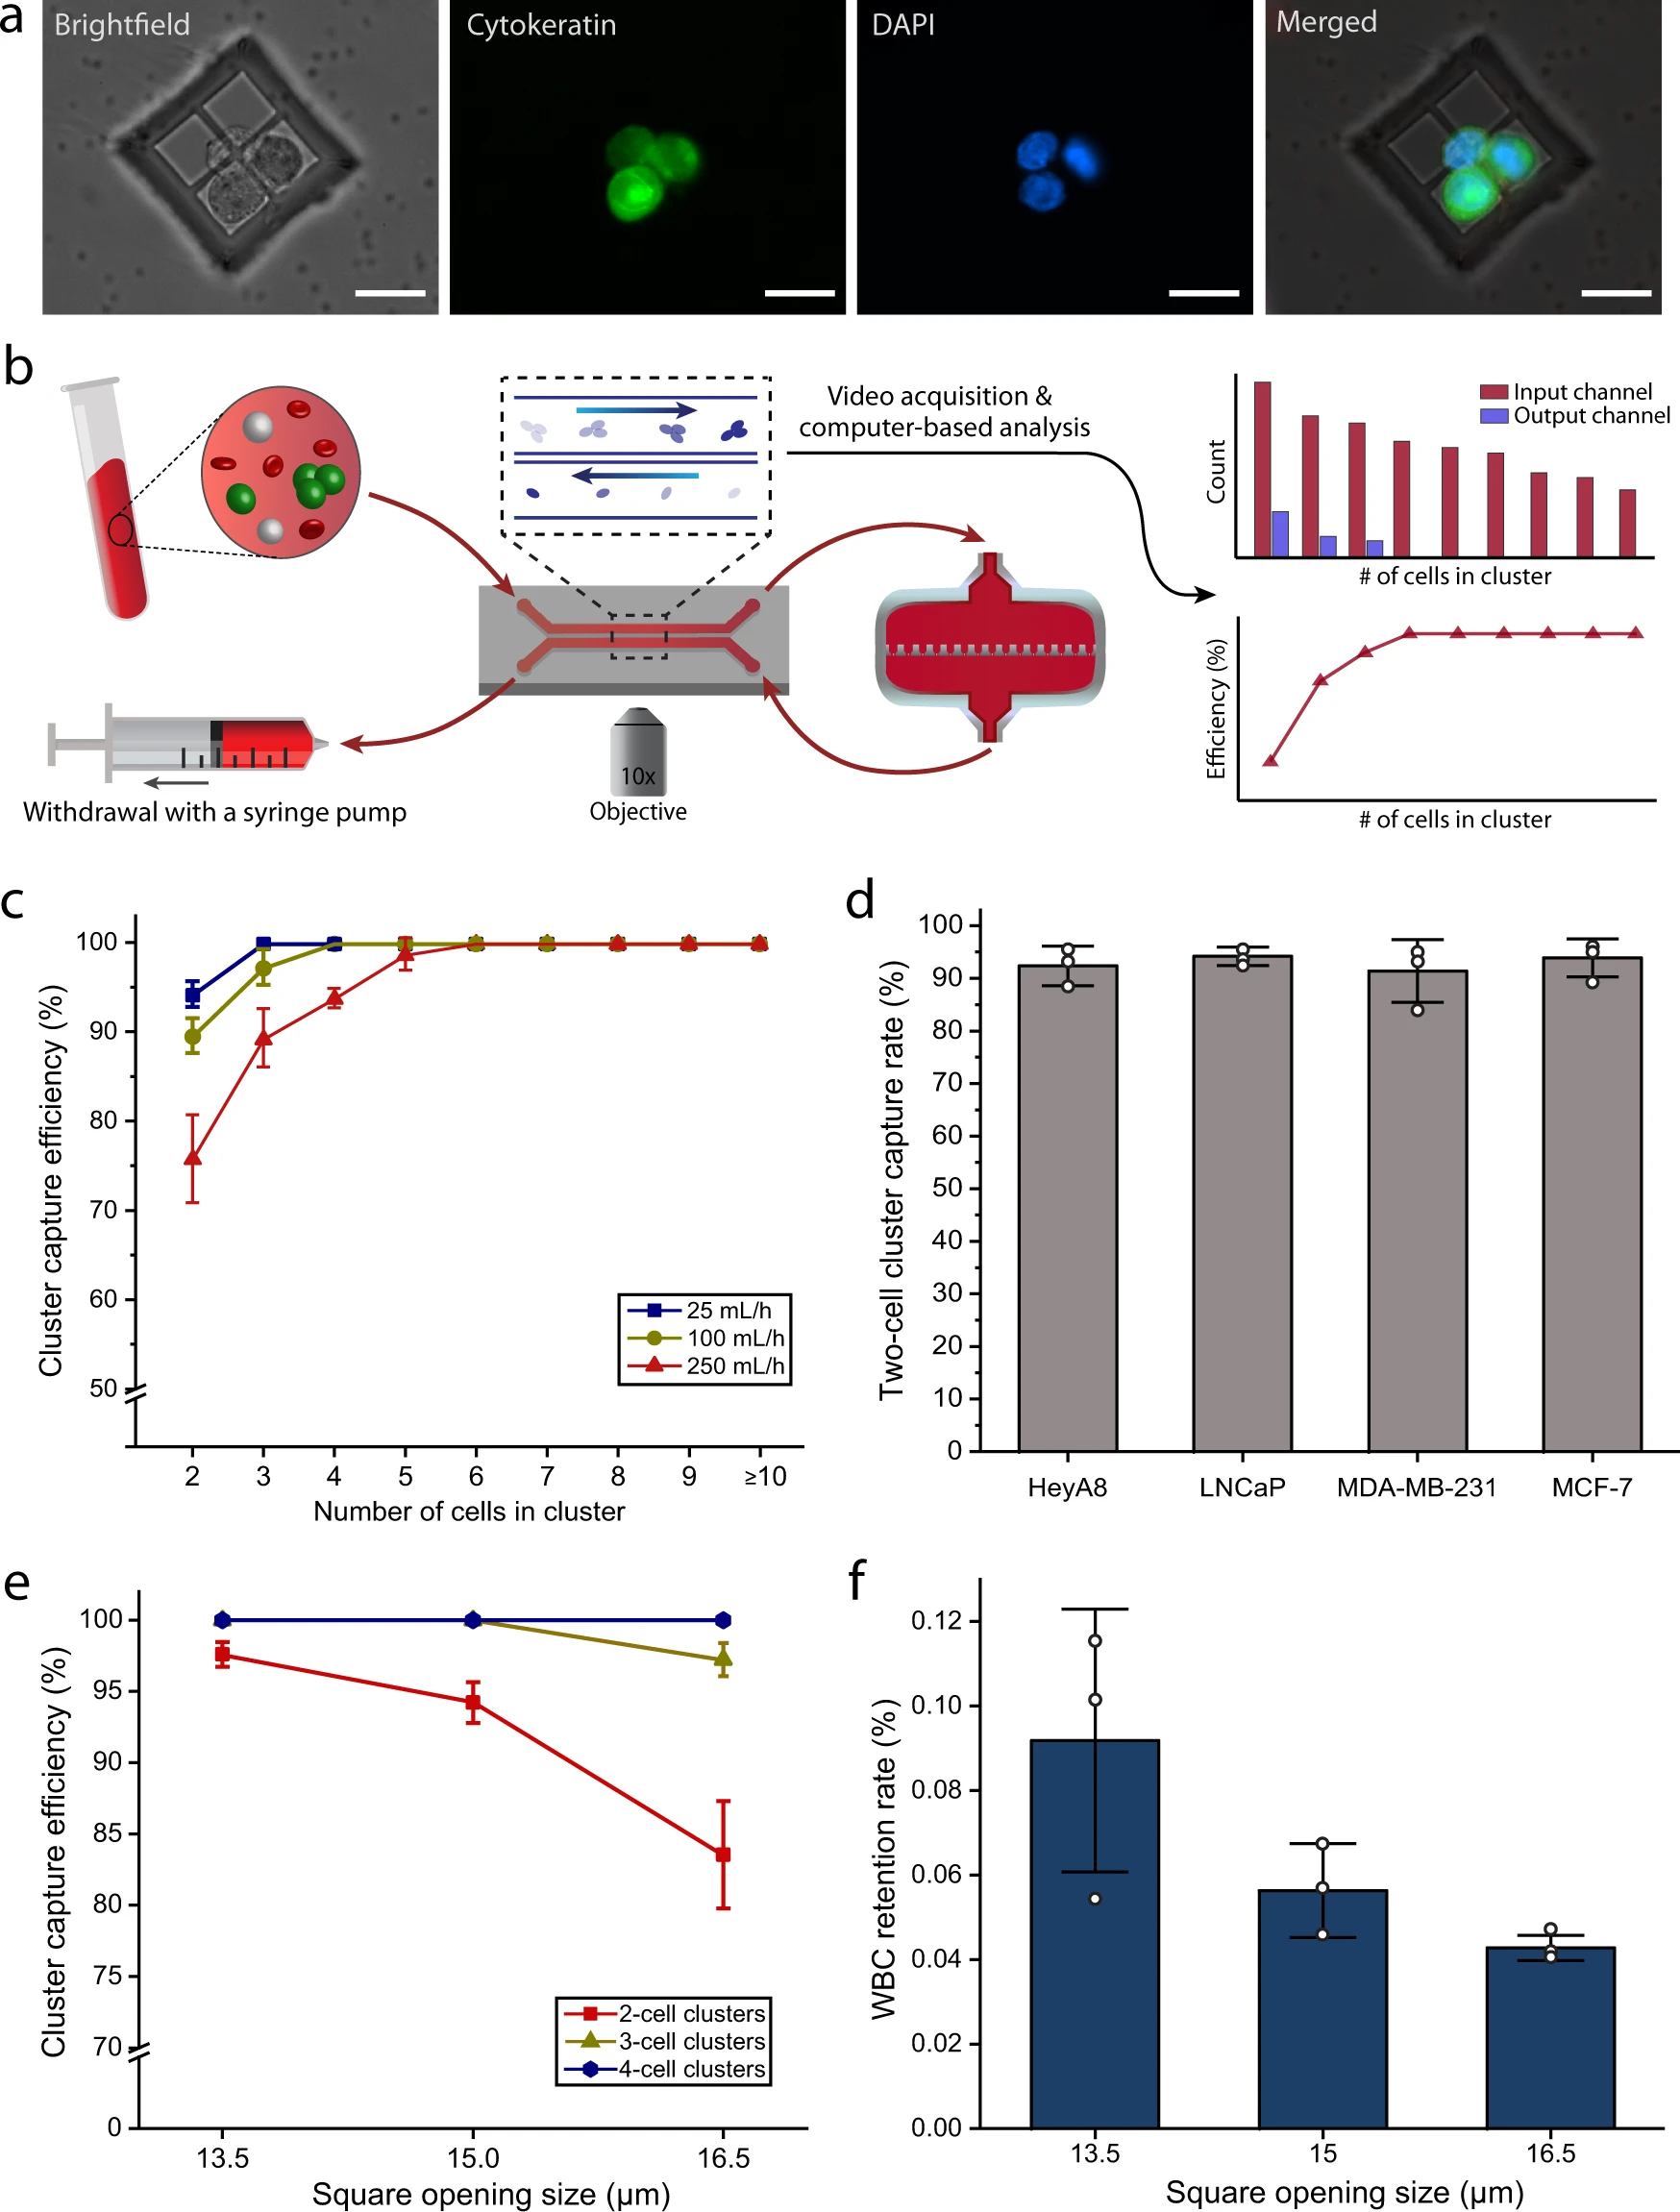 a
Brightfield
Cytokeratin
DAPI
Merged
b
Video acquisition &
computer-based analysis
10x
Objective
Withdrawal with a syringe pump
Count
Input channel
Output channel
# of cells in cluster
Efficiency (%)
# of cells in cluster
c
Cluster capture efficiency (%)
100
90
80
70
60
50
25 mL/h
100 mL/h
250 mL/h
2 3 4 5 6 7 8 9 ≥10
Number of cells in cluster
d
Two-cell cluster capture rate (%)
100
90
80
70
60
50
40
30
20
10
0
HeyA8 LNCaP MDA-MB-231 MCF-7
e
Cluster capture efficiency (%)
100
95
90
85
80
75
70
0
2-cell clusters
3-cell clusters
4-cell clusters
13.5 15.0 16.5
Square opening size (μm)
f
WBC retention rate (%)
0.12
0.10
0.08
0.06
0.04
0.02
0.00
13.5 15 16.5
Square opening size (μm)